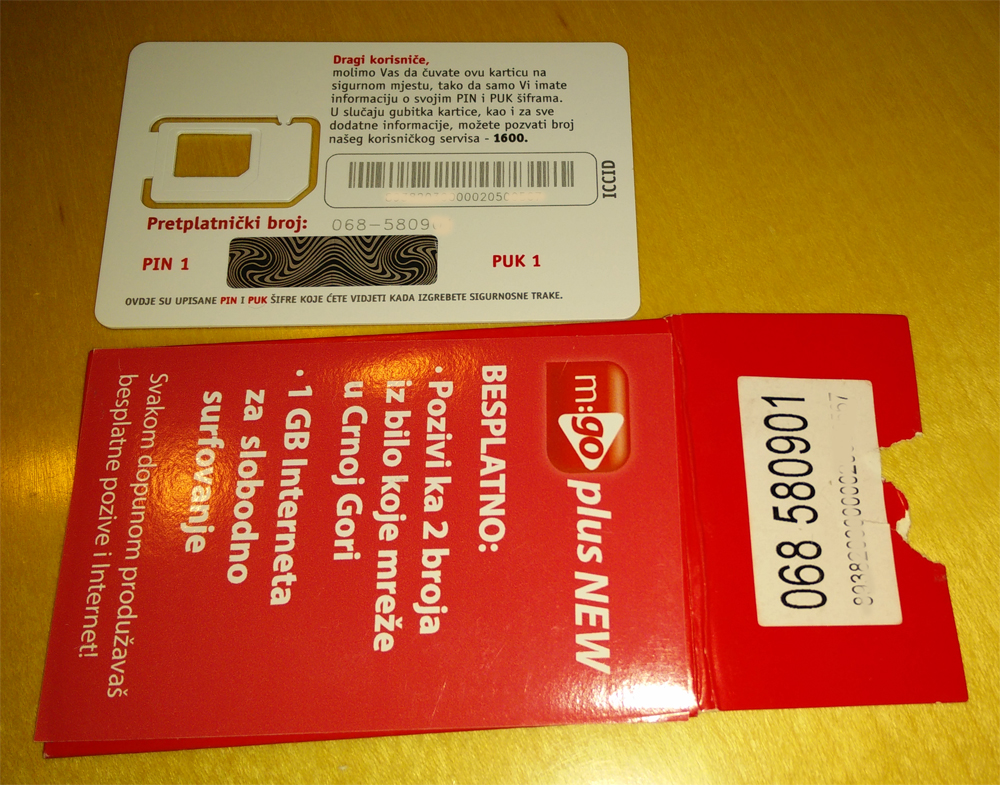 Dragi korisniče,
molimo Vas da čuvate ovu karticu na
sigurnom mjestu, tako da samo Vi imate
informaciju o svojim PIN i PUK šiframa.
U slučaju gubitka kartice, kao i za sve
dodatne informacije, možete pozvati broj
našeg korisničkog servisa - 1600.
ICCID
Pretplatnički broj: 068-5809
PIN 1
PUK 1
OVDJE SU UPISANE PIN I PUK ŠIFRE KOJE ĆETE VIDJETI KADA IZGREBETE SIGURNOSNE TRAKE.
m:go plus NEW
BESPLATNO:
· Pozivi ka 2 broja
iz bilo koje mreže
u Crnoj Gori
· 1 GB Interneta
za slobodno
surfovanje
Svakom dopunom produžavaš
besplatne pozive i Internet!
068 580901